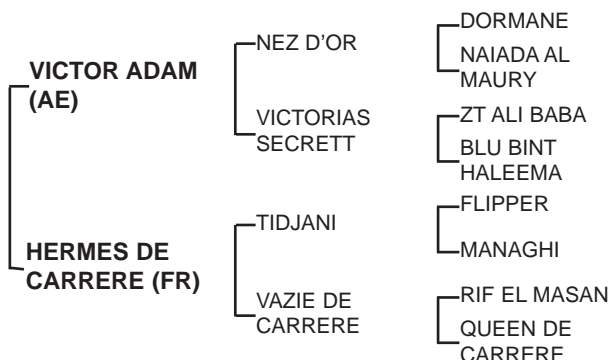 VICTOR ADAM
(AE)
HERMES DE
CARRERE (FR)
NEZ D’OR
VICTORIAS
SECRETT
TIDJANI
VAZIE DE
CARRERE
DORMANE
NAIADA AL
MAURY
ZT ALI BABA
BLU BINT
HALEEMA
FLIPPER
MANAGHI
RIF EL MASAN
QUEEN DE
CARRERE